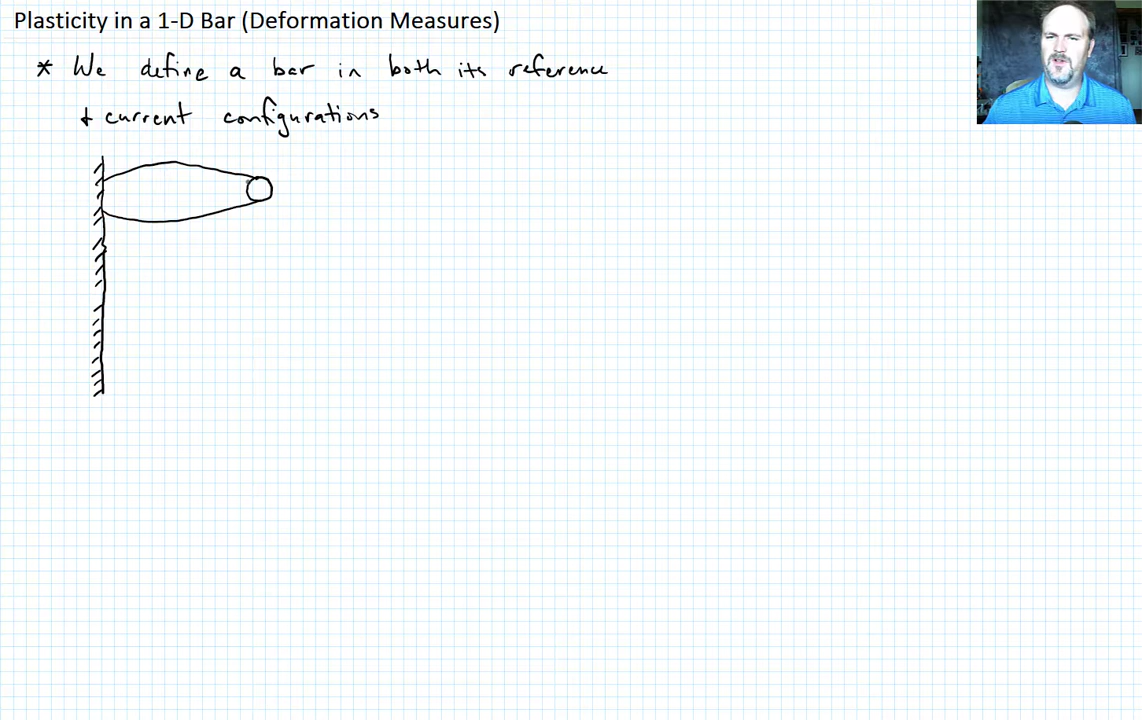 Plasticity in a 1-D Bar (Deformation Measures)
* We define a bar in both its reference
+ current configurations